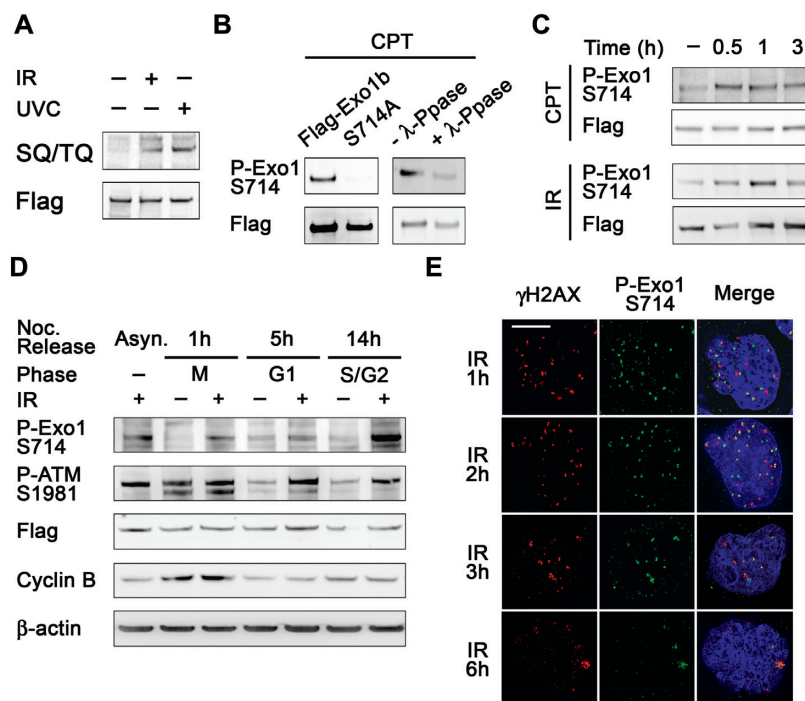 A
IR – + –
UVC – – +
SQ/TQ
Flag
B
CPT
Flag-Exo1b
S714A
- λ-Ppase
+ λ-Ppase
P-Exo1
S714
Flag
C
Time (h) – 0.5 1 3
CPT
P-Exo1
S714
Flag
IR
P-Exo1
S714
Flag
D
Noc.
Release
Asyn. 1h 5h 14h
Phase – M G1 S/G2
IR + – + – + – +
P-Exo1
S714
P-ATM
S1981
Flag
Cyclin B
β-actin
E
γH2AX P-Exo1 Merge
S714
IR
1h
IR
2h
IR
3h
IR
6h